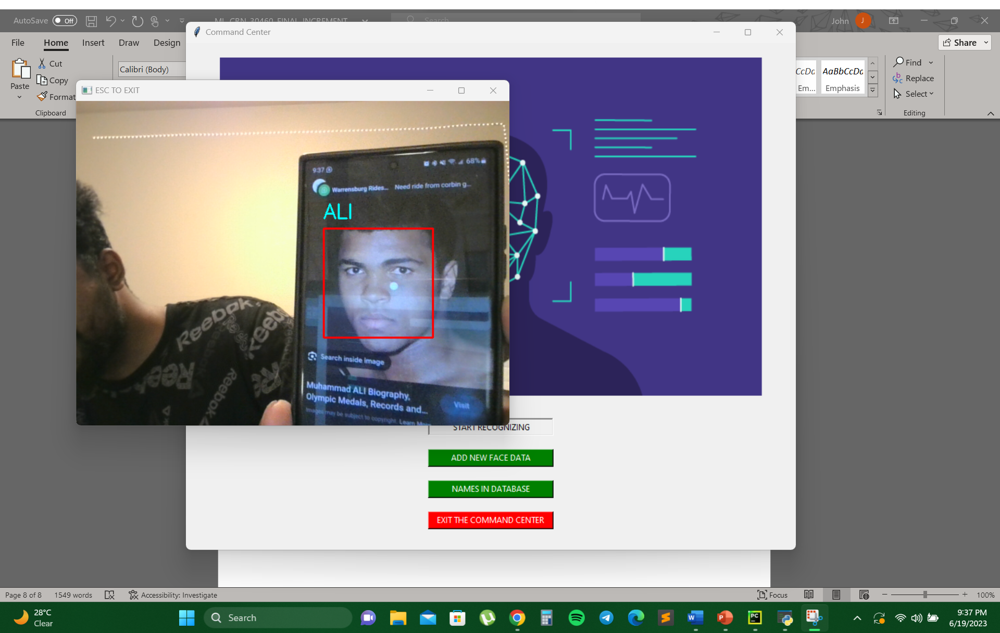 AutoSave Off
ML_CRN_30460_FINAL_INCREMENT
Search
John J
File Home Insert Draw Design
Share
Cut
Copy
Format
Paste
Clipboard
Calibri (Body)
CcDc
AaBbCcDc
Em...
Emphasis
Find
Replace
Select
Editing
Command Center
ESC TO EXIT
9:37
68%
Warrensburg Rides... Need ride from corbin g...
ALI
Search inside image
Muhammad ALI Biography,
Olympic Medals, Records and...
Visit
Images may be subject to copyright. Learn More
Reebok
Reebok
Reebok
START RECOGNIZING
ADD NEW FACE DATA
NAMES IN DATABASE
EXIT THE COMMAND CENTER
Page 8 of 8 1549 words Accessibility: Investigate
Focus
100%
28°C
Clear
Search
PC
9:37 PM
6/19/2023